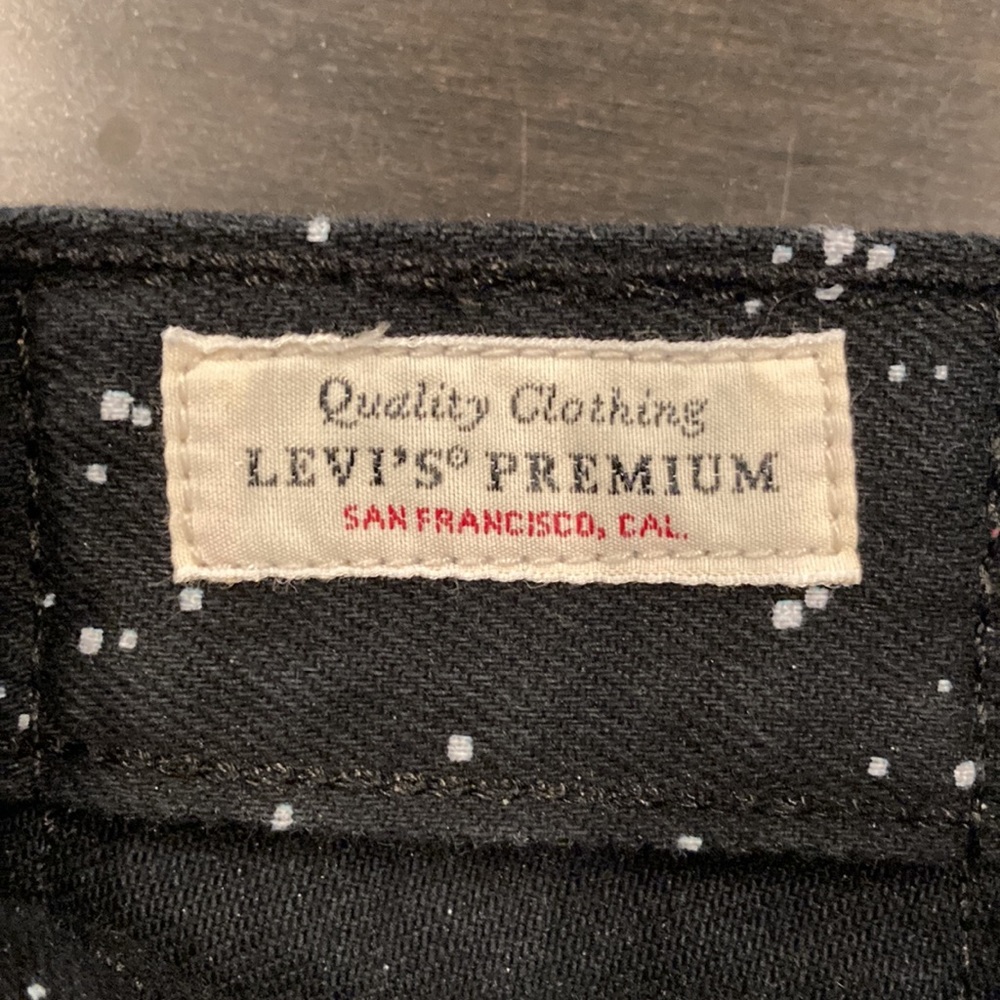 Quality Clothing
LEVI'S® PREMIUM
SAN FRANCISCO, CAL.